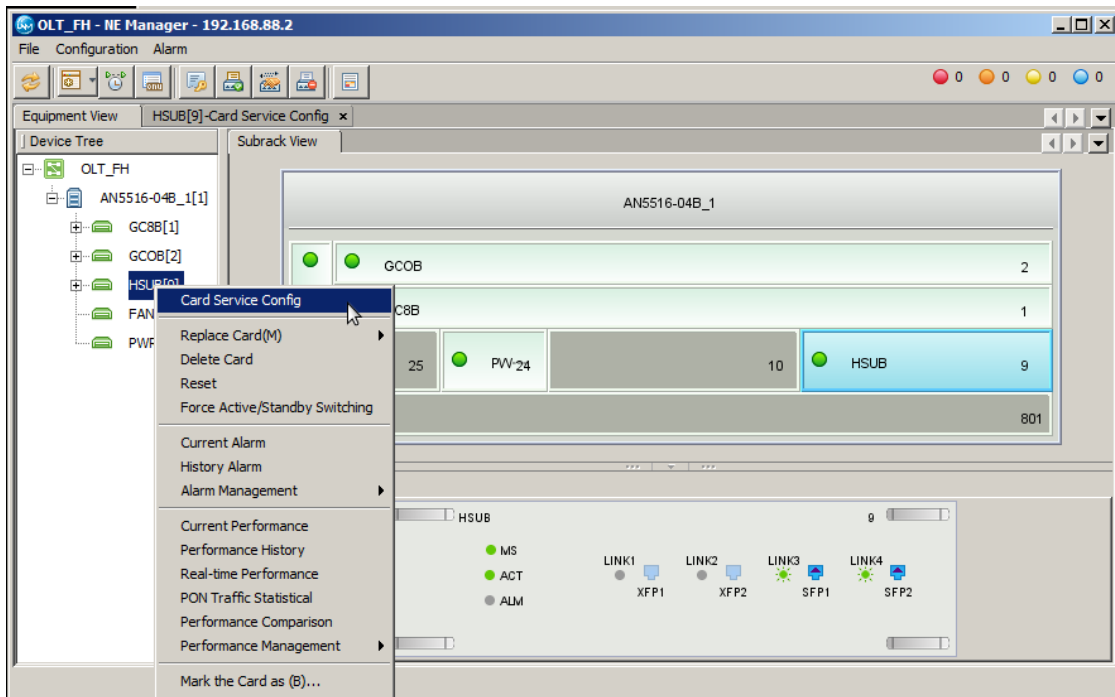 OLT_FH - NE Manager - 192.168.88.2
File Configuration Alarm
0 0 0 0
Equipment View HSUB[9]-Card Service Config
Device Tree
Subrack View
OLT_FH
AN5516-04B_1[1]
GC8B[1]
GCOB[2]
HSUB[9]
FAN
PWR
Card Service Config
Replace Card(M)
Delete Card
Reset
Force Active/Standby Switching
Current Alarm
History Alarm
Alarm Management
Current Performance
Performance History
Real-time Performance
PON Traffic Statistical
Performance Comparison
Performance Management
Mark the Card as (B)...
AN5516-04B_1
GCOB 2
C8B 1
25 PW-24 10 HSUB 9
801
HSUB 9
MS
ACT
ALM
LINK1 LINK2 LINK3 LINK4
XFP1 XFP2 SFP1 SFP2